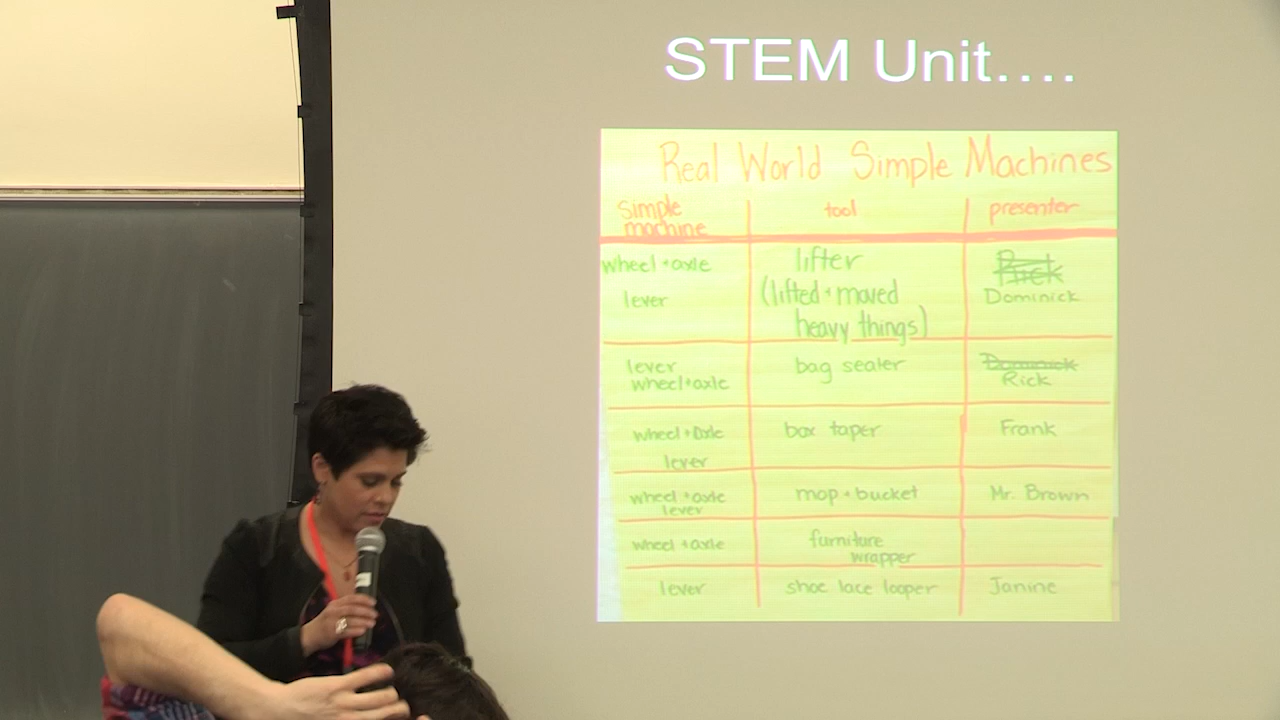 STEM Unit....
Real World Simple Machines
simple machine tool presenter
wheel + axle lifter
lever (lifted + moved Dominick
heavy things)
lever bag sealer
wheel + axle Rick
wheel + axle box taper Frank
lever
wheel + axle mop + bucket Mr. Brown
lever
wheel + axle furniture
wrapper
lever shoe lace looper Janine